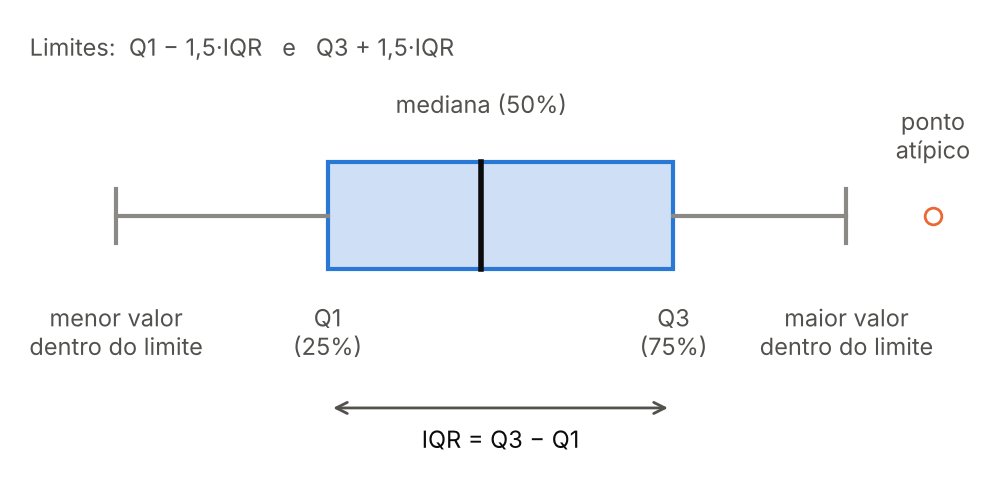 Limites:  Q1 − 1,5·IQR   e   Q3 + 1,5·IQR
mediana (50%)
ponto
atípico
menor valor
dentro do limite
Q1
(25%)
Q3
(75%)
maior valor
dentro do limite
IQR = Q3 − Q1